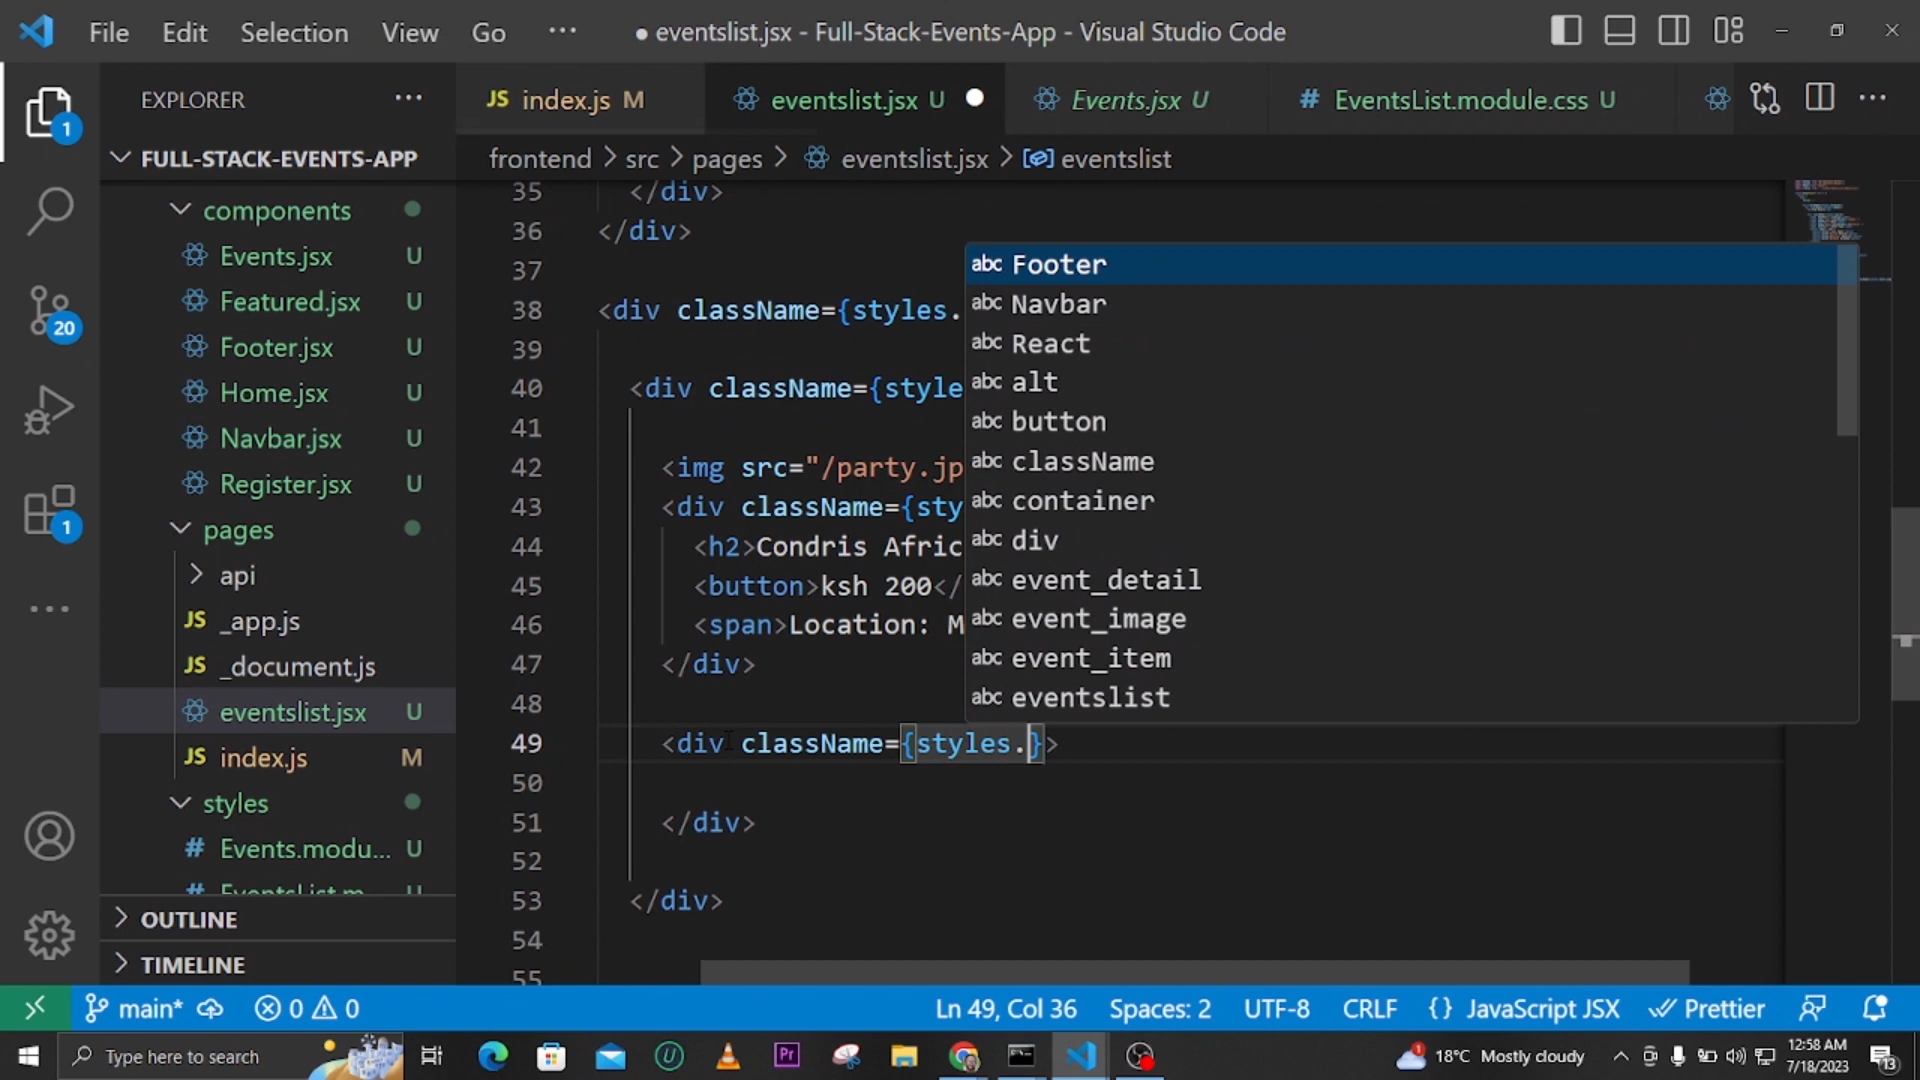 File Edit Selection View Go ··· ● eventslist.jsx - Full-Stack-Events-App - Visual Studio Code
EXPLORER ···
JS index.js M eventslist.jsx U ● Events.jsx U # EventsList.module.css U ···
FULL-STACK-EVENTS-APP
frontend > src > pages > eventslist.jsx > eventslist
components
Events.jsx U
Featured.jsx U
Footer.jsx U
Home.jsx U
Navbar.jsx U
Register.jsx U
pages
api
JS _app.js
JS _document.js
eventslist.jsx U
JS index.js M
styles
# Events.modu... U
OUTLINE
TIMELINE
1
20
1
35 </div>
36 </div>
37
38 <div className={styles.
39
40 <div className={style
41
42 <img src="/party.jp
43 <div className={sty
44 <h2>Condris Afric
45 <button>ksh 200</
46 <span>Location: M
47 </div>
48
49 <div className={styles.}>
50
51 </div>
52
53 </div>
54
55
abc Footer
abc Navbar
abc React
abc alt
abc button
abc className
abc container
abc div
abc event_detail
abc event_image
abc event_item
abc eventslist
main* 0 0 Ln 49, Col 36 Spaces: 2 UTF-8 CRLF {} JavaScript JSX Prettier
Type here to search
Pr
18°C Mostly cloudy
12:58 AM
7/18/2023
13